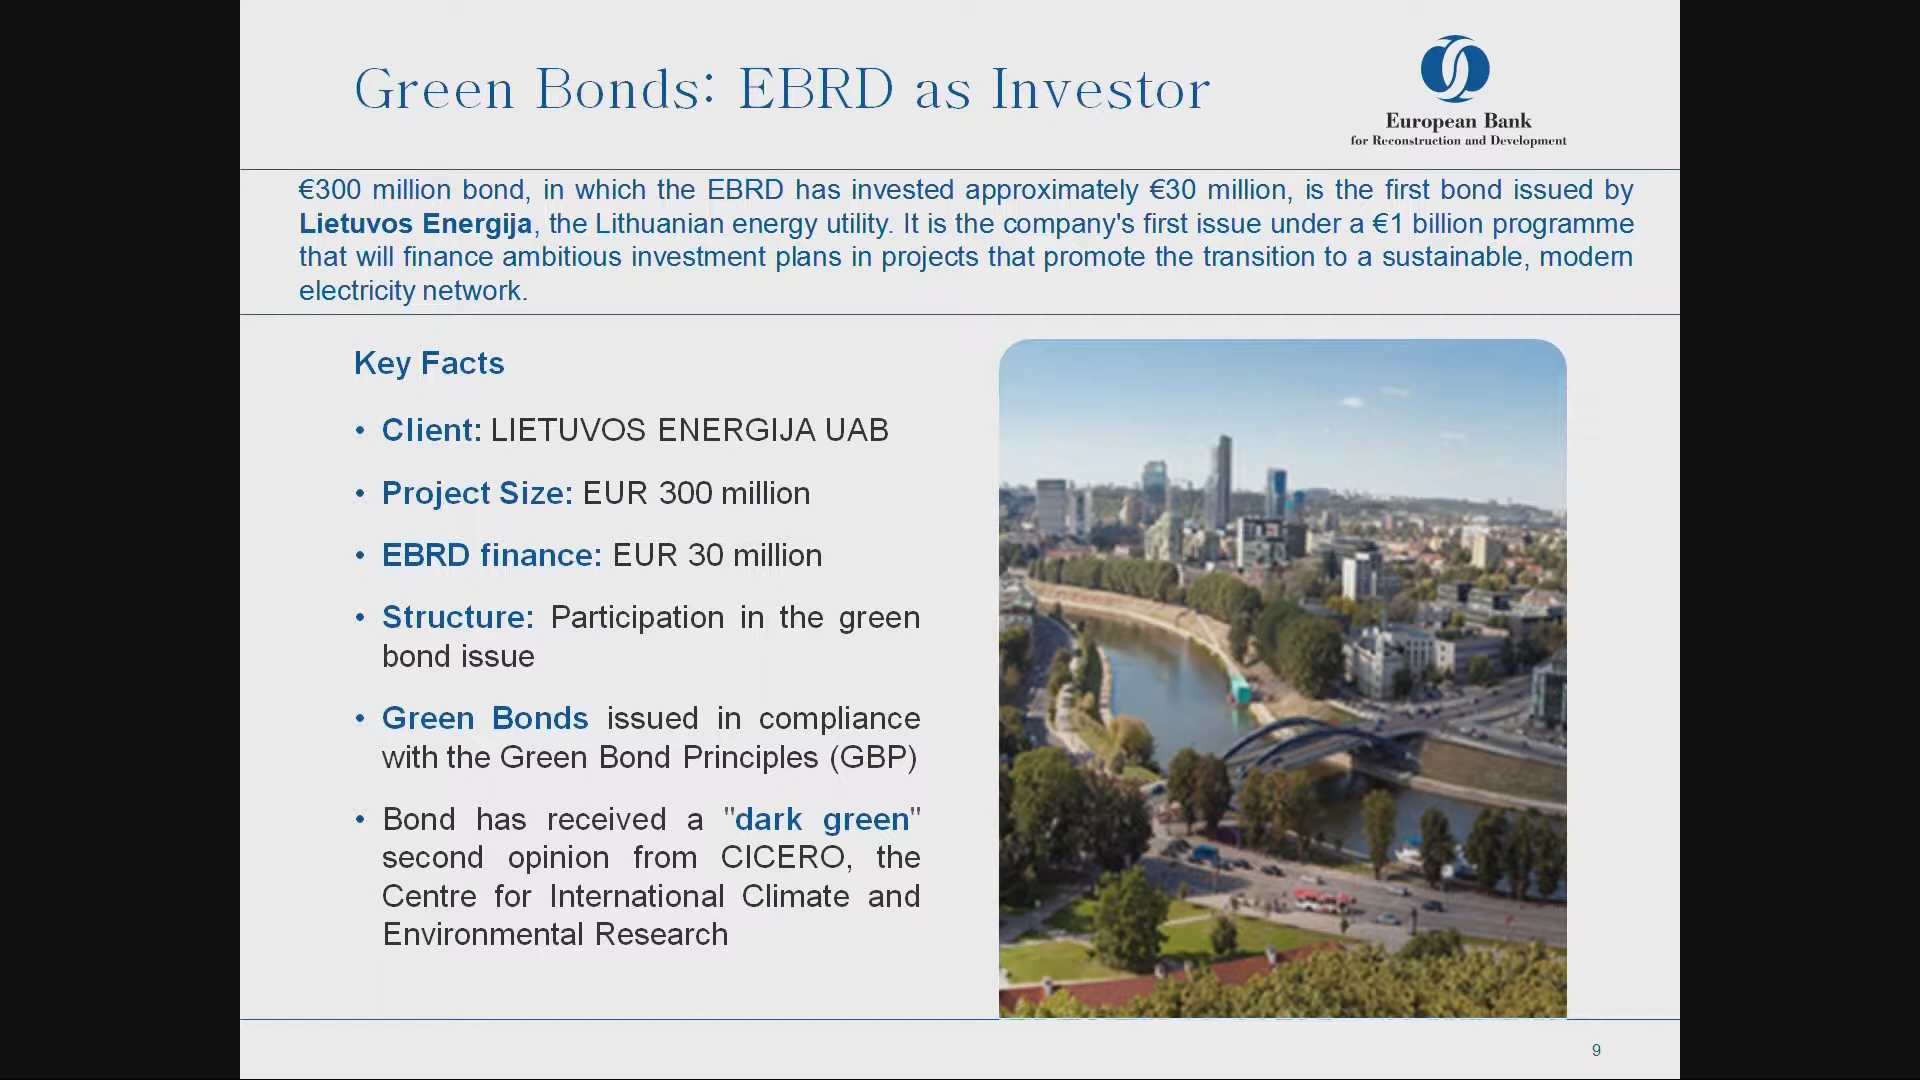 Green Bonds: EBRD as Investor
European Bank
for Reconstruction and Development
€300 million bond, in which the EBRD has invested approximately €30 million, is the first bond issued by
Lietuvos Energija, the Lithuanian energy utility. It is the company's first issue under a €1 billion programme
that will finance ambitious investment plans in projects that promote the transition to a sustainable, modern
electricity network.
Key Facts
• Client: LIETUVOS ENERGIJA UAB
• Project Size: EUR 300 million
• EBRD finance: EUR 30 million
• Structure: Participation in the green
bond issue
• Green Bonds issued in compliance
with the Green Bond Principles (GBP)
• Bond has received a "dark green"
second opinion from CICERO, the
Centre for International Climate and
Environmental Research
9